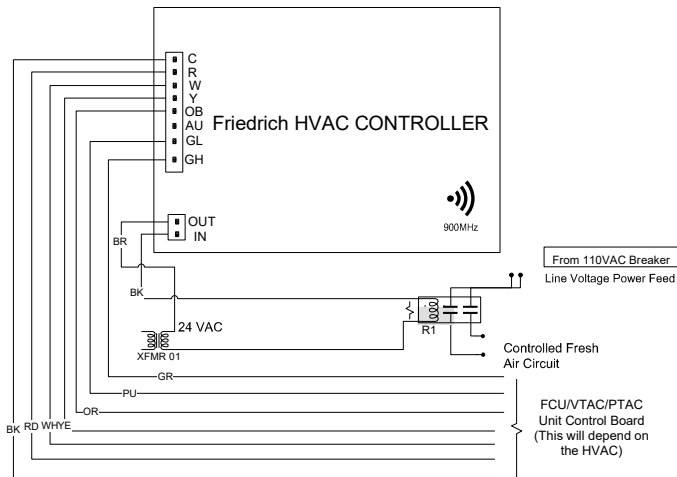 C
R
W
Y
OB
AU
GL
GH
Friedrich HVAC CONTROLLER
900MHz
OUT
IN
BR
BK
From 110VAC Breaker
Line Voltage Power Feed
24 VAC
XFMR 01
R1
Controlled Fresh
Air Circuit
GR
PU
OR
BK RD WHYE
FCU/VTAC/PTAC
Unit Control Board
(This will depend on
the HVAC)